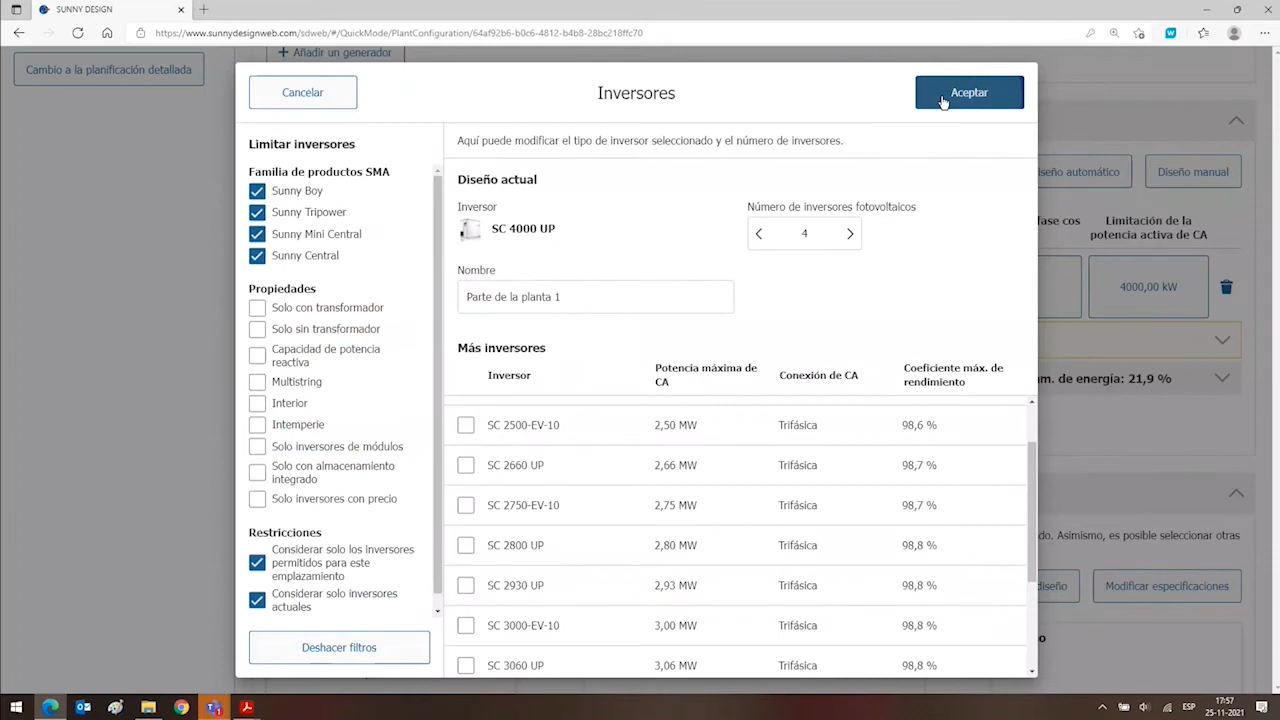 SUNNY DESIGN
https://www.sunnydesignweb.com/sdweb/#/QuickMode/PlantConfiguration/64af92b6-b0c6-4812-b4b8-28bc218ffc70
Añadir un generador
Cambio a la planificación detallada
Cancelar
Inversores
Aceptar
Limitar inversores
Familia de productos SMA
Sunny Boy
Sunny Tripower
Sunny Mini Central
Sunny Central
Propiedades
Solo con transformador
Solo sin transformador
Capacidad de potencia
reactiva
Multistring
Interior
Intemperie
Solo inversores de módulos
Solo con almacenamiento
integrado
Solo inversores con precio
Restricciones
Considerar solo los inversores
permitidos para este
emplazamiento
Considerar solo inversores
actuales
Deshacer filtros
Aquí puede modificar el tipo de inversor seleccionado y el número de inversores.
Diseño actual
Inversor
SC 4000 UP
Número de inversores fotovoltaicos
4
Nombre
Parte de la planta 1
Más inversores
Inversor
Potencia máxima de
CA
Conexión de CA
Coeficiente máx. de
rendimiento
SC 2500-EV-10 2,50 MW Trifásica 98,6 %
SC 2660 UP 2,66 MW Trifásica 98,7 %
SC 2750-EV-10 2,75 MW Trifásica 98,7 %
SC 2800 UP 2,80 MW Trifásica 98,8 %
SC 2930 UP 2,93 MW Trifásica 98,8 %
SC 3000-EV-10 3,00 MW Trifásica 98,8 %
SC 3060 UP 3,06 MW Trifásica 98,8 %
iseño automático
Diseño manual
fase cos
Limitación de la
potencia activa de CA
4000,00 kW
um. de energía: 21,9 %
do. Asimismo, es posible seleccionar otras
diseño
Modificar especificaciones
o
ESP
17:57
25-11-2021